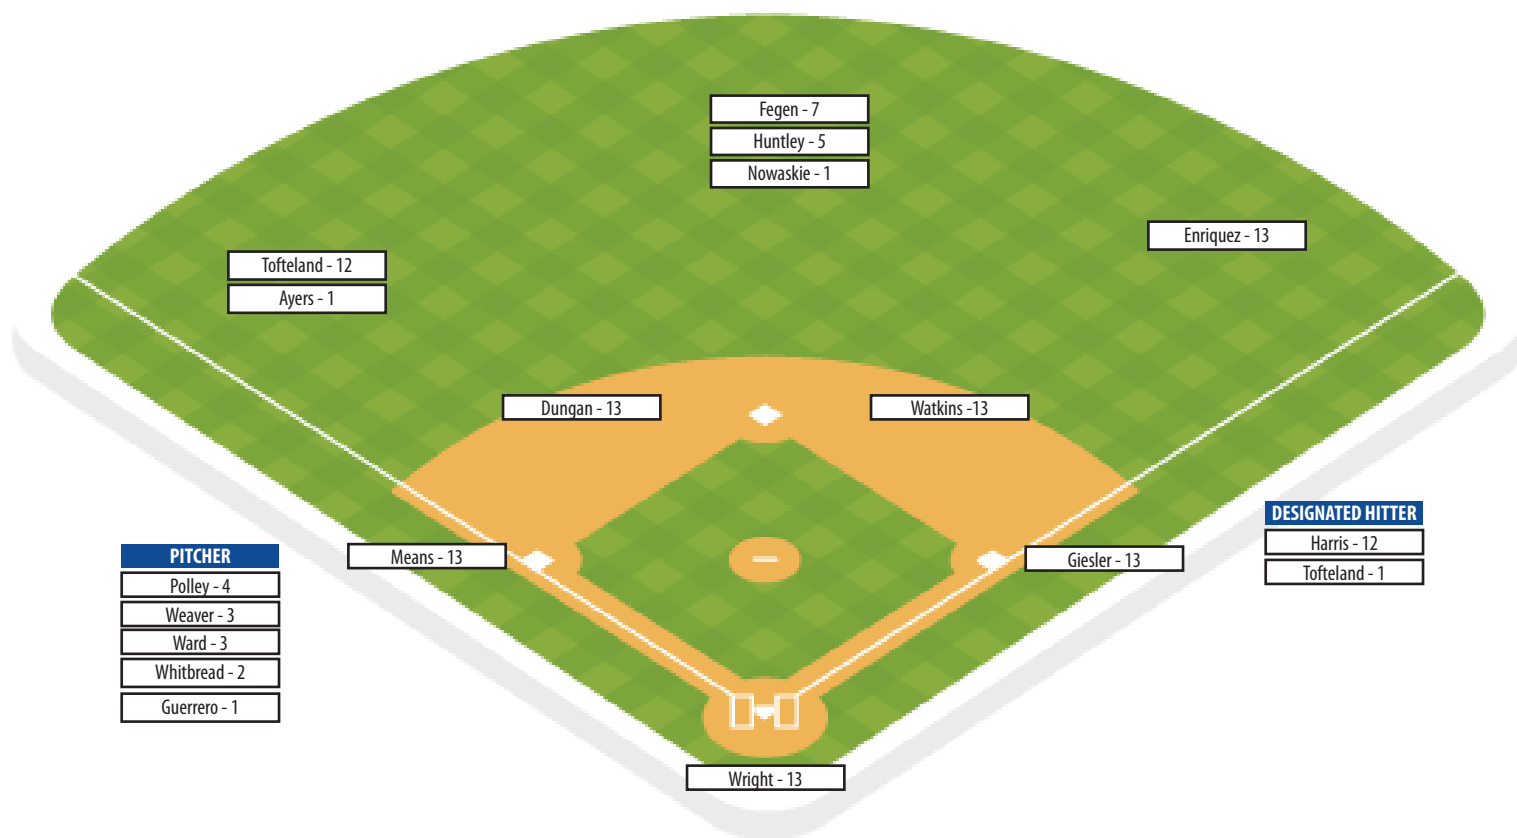 Fegen - 7
Huntley - 5
Nowaskie - 1
Enriquez - 13
Tofteland - 12
Ayers - 1
Dungan - 13
Watkins -13
Means - 13
Giesler - 13
DESIGNATED HITTER
Harris - 12
Tofteland - 1
PITCHER
Polley - 4
Weaver - 3
Ward - 3
Whitbread - 2
Guerrero - 1
Wright - 13